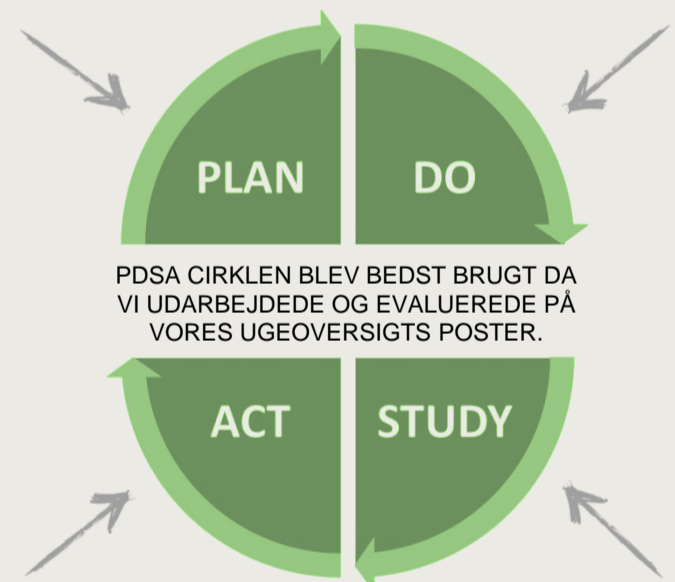 PLAN
DO
PDSA CIRKLEN BLEV BEDST BRUGT DA
VI UDARBEJDEDE OG EVALUEREDE PÅ
VORES UGEOVERSIGTS POSTER.
ACT
STUDY